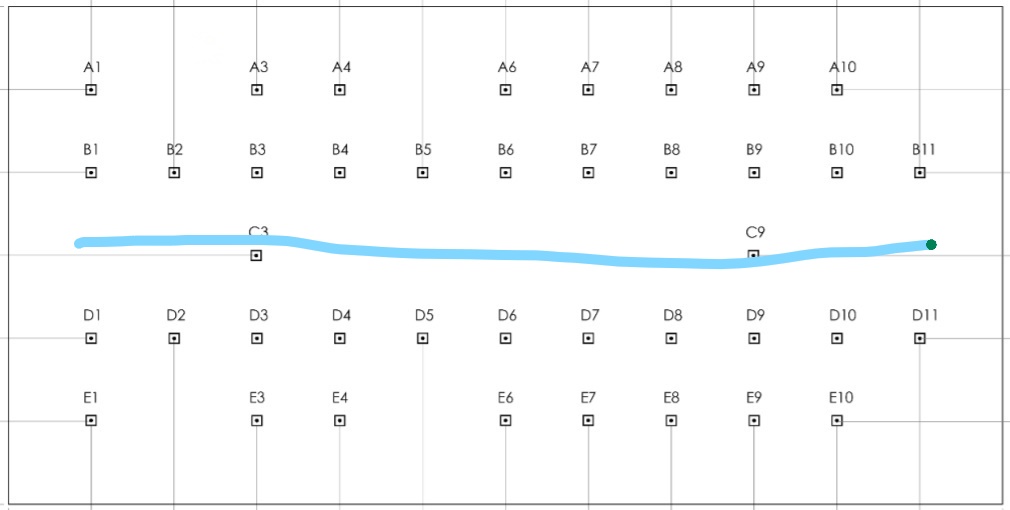 A1 A3 A4 A6 A7 A8 A9 A10
B1 B2 B3 B4 B5 B6 B7 B8 B9 B10 B11
C3 C9
D1 D2 D3 D4 D5 D6 D7 D8 D9 D10 D11
E1 E3 E4 E6 E7 E8 E9 E10